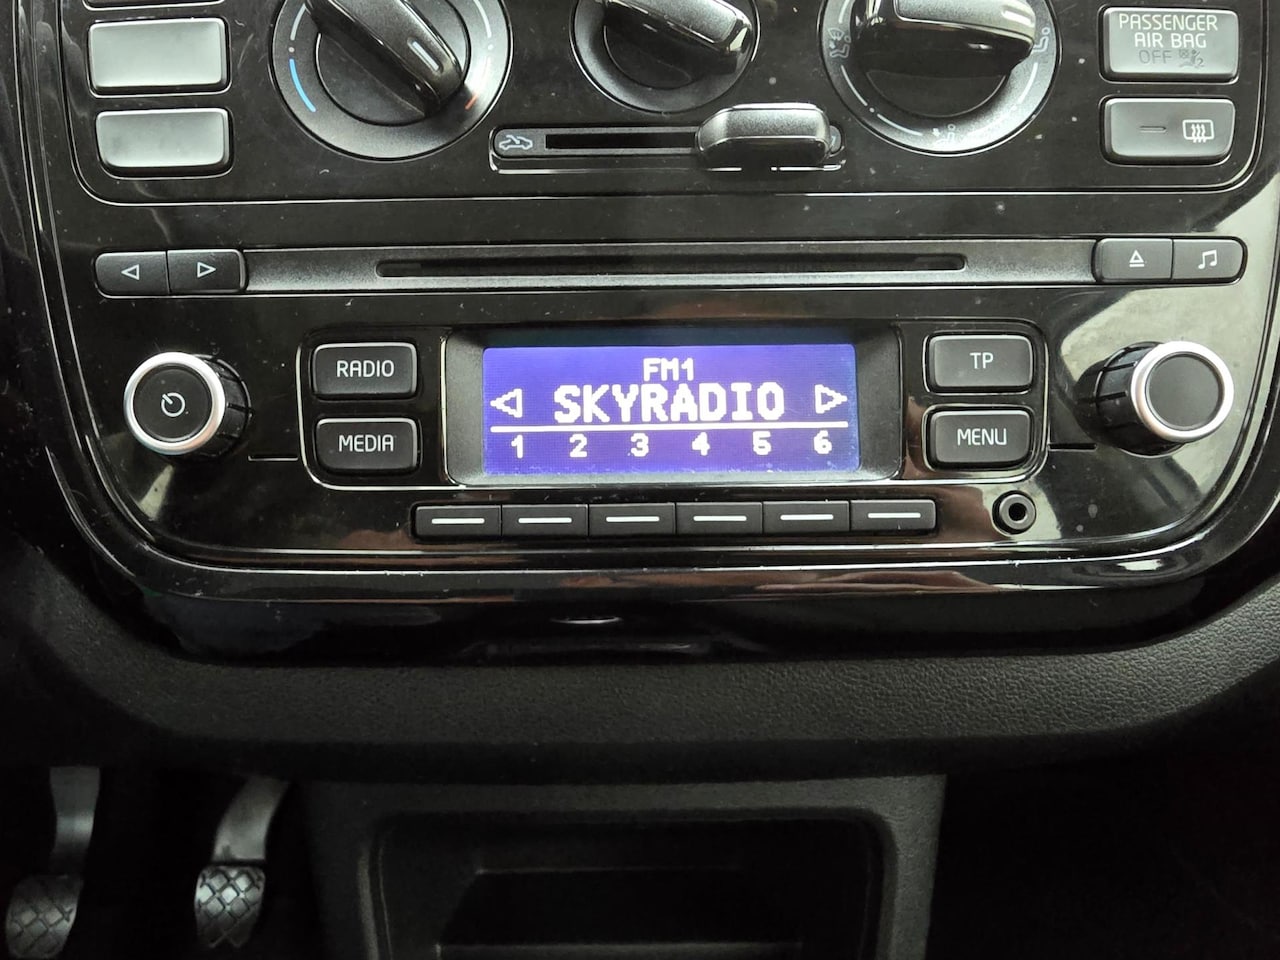 PASSENGER
AIR BAG
OFF
RADIO
MEDIA
FM1
SKYRADIO
1 2 3 4 5 6
TP
MENU